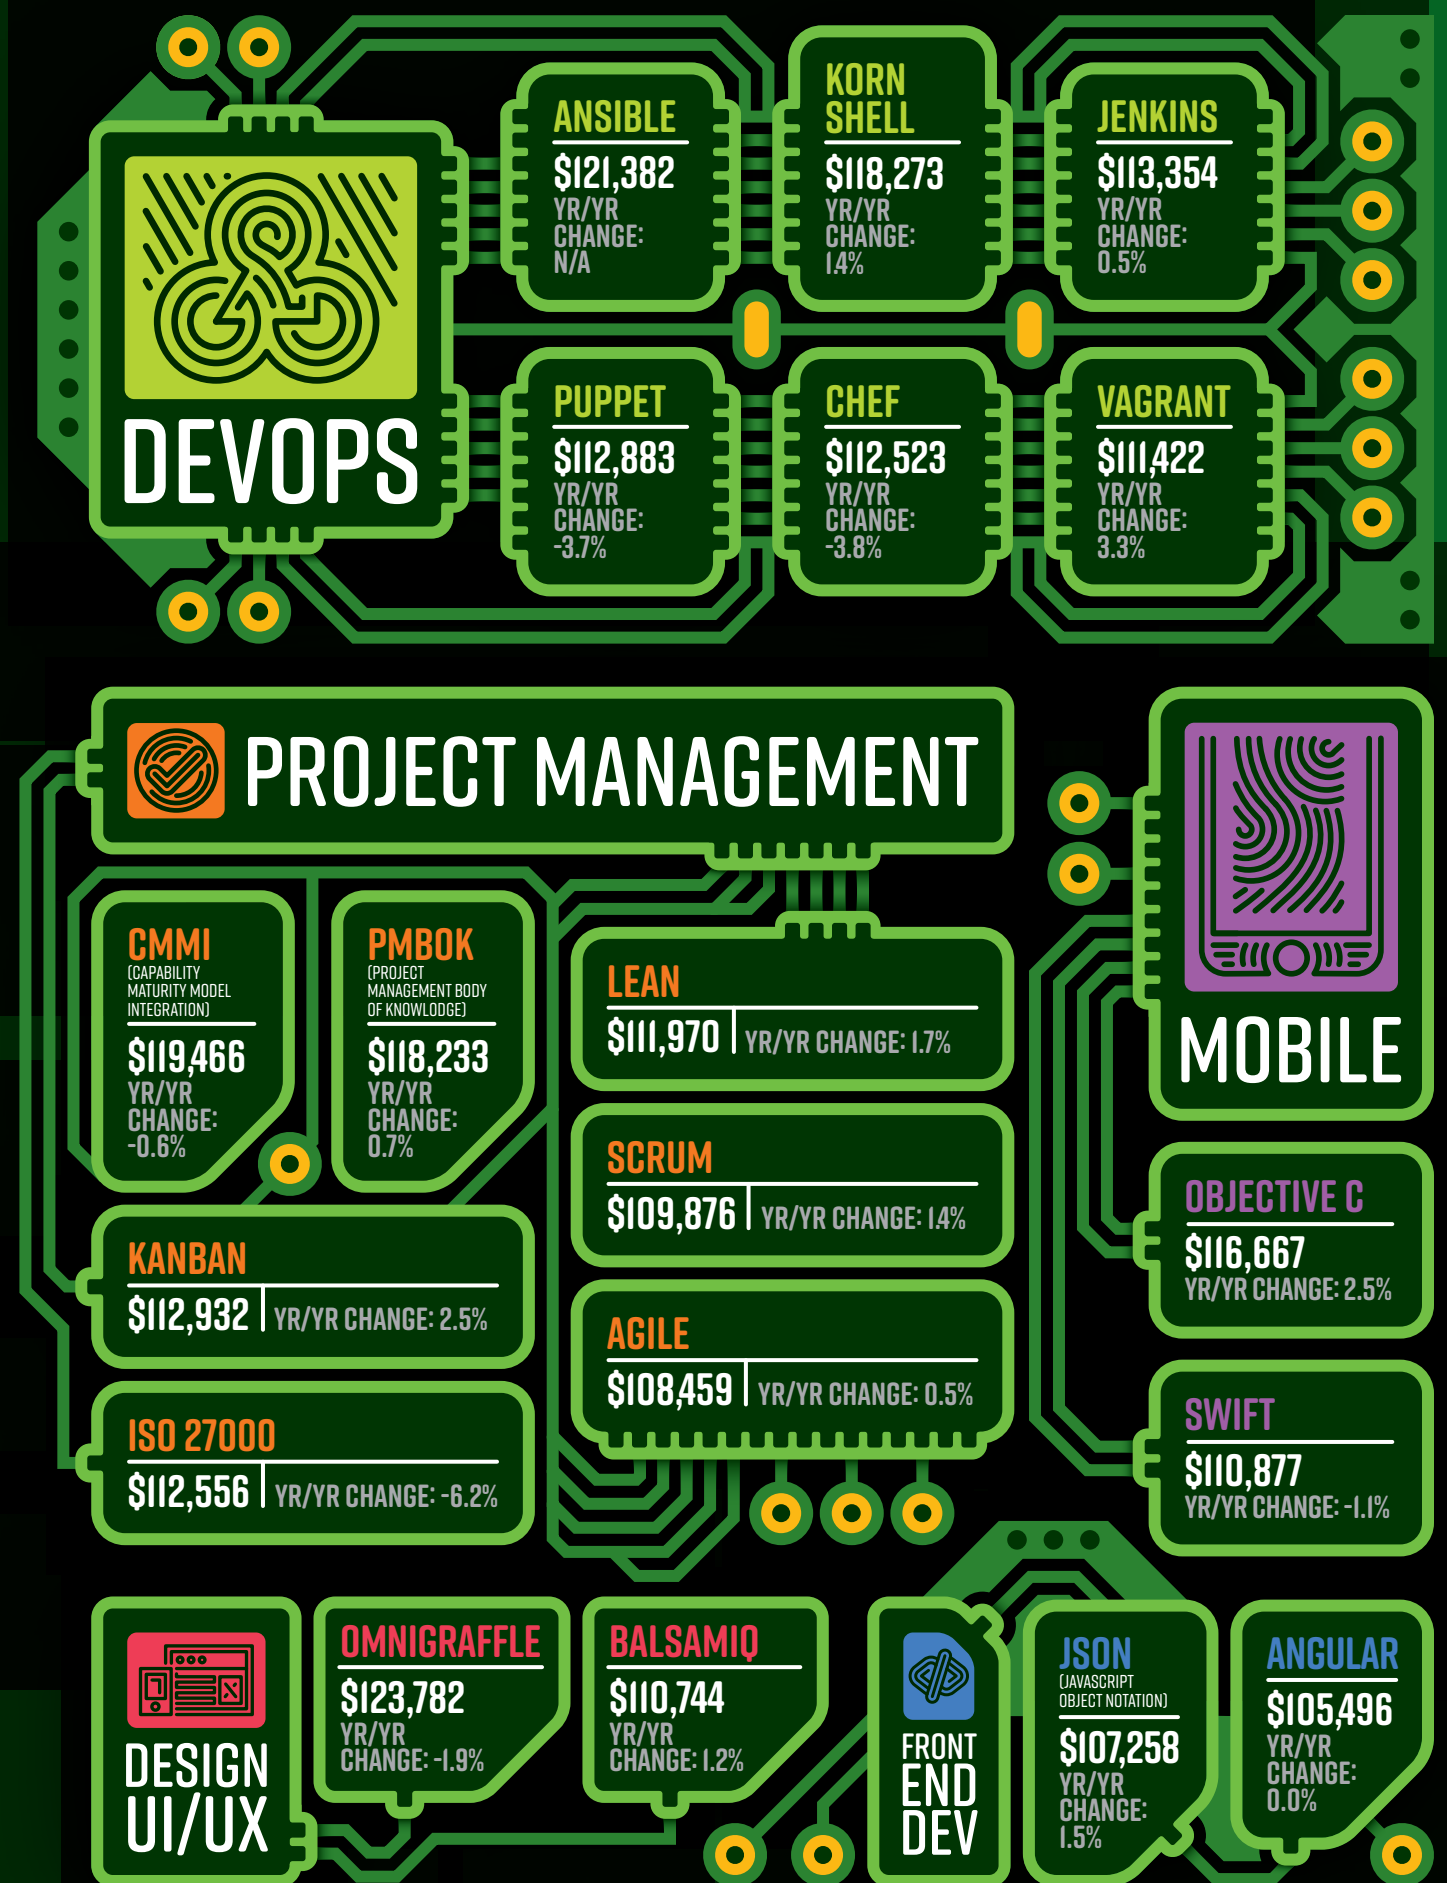 DEVOPS
ANSIBLE
$121,382
YR/YR
CHANGE:
N/A
KORN
SHELL
$118,273
YR/YR
CHANGE:
1.4%
JENKINS
$113,354
YR/YR
CHANGE:
0.5%
PUPPET
$112,883
YR/YR
CHANGE:
-3.7%
CHEF
$112,523
YR/YR
CHANGE:
-3.8%
VAGRANT
$111,422
YR/YR
CHANGE:
3.3%
PROJECT MANAGEMENT
CMMI
(CAPABILITY
MATURITY MODEL
INTEGRATION)
$119,466
YR/YR
CHANGE:
-0.6%
PMBOK
(PROJECT
MANAGEMENT BODY
OF KNOWLODGE)
$118,233
YR/YR
CHANGE:
0.7%
KANBAN
$112,932 YR/YR CHANGE: 2.5%
ISO 27000
$112,556 YR/YR CHANGE: -6.2%
LEAN
$111,970 YR/YR CHANGE: 1.7%
SCRUM
$109,876 YR/YR CHANGE: 1.4%
AGILE
$108,459 YR/YR CHANGE: 0.5%
MOBILE
OBJECTIVE C
$116,667
YR/YR CHANGE: 2.5%
SWIFT
$110,877
YR/YR CHANGE: -1.1%
DESIGN
UI/UX
OMNIGRAFFLE
$123,782
YR/YR
CHANGE: -1.9%
BALSAMIQ
$110,744
YR/YR
CHANGE: 1.2%
FRONT
END
DEV
JSON
(JAVASCRIPT
OBJECT NOTATION)
$107,258
YR/YR
CHANGE:
1.5%
ANGULAR
$105,496
YR/YR
CHANGE:
0.0%